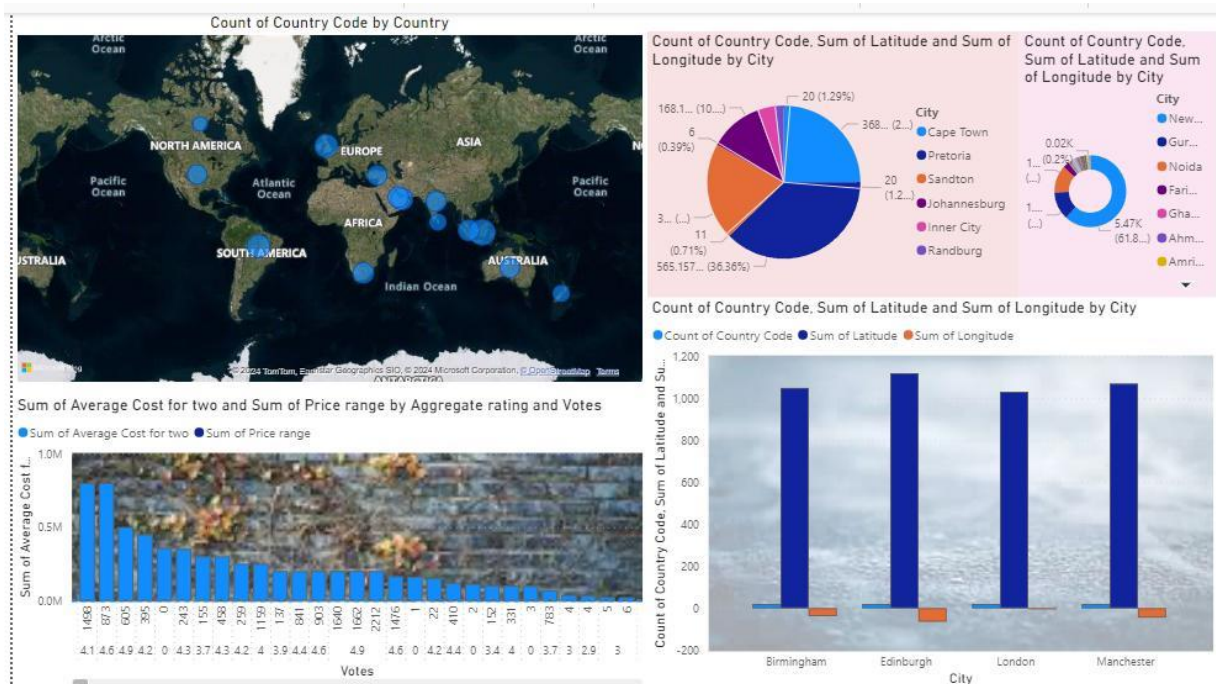 Count of Country Code by Country
Arctic
Ocean
Arctic
Ocean
NORTH AMERICA
EUROPE
ASIA
Pacific
Ocean
Atlantic
Ocean
Pacific
Ocean
AFRICA
SOUTH AMERICA
AUSTRALIA
Indian Ocean
© 2024 TomTom, Earthstar Geographics SIO, © 2024 Microsoft Corporation, © OpenStreetMap Terms
ANTARCTICA
Count of Country Code, Sum of Latitude and Sum of
Longitude by City
20 (1.29%)
368... (2...)
20
(1.2...)
565.157... (36.36%)
11
(0.71%)
3... (...)
6
(0.39%)
168.1... (10...)
City
Cape Town
Pretoria
Sandton
Johannesburg
Inner City
Randburg
Count of Country Code,
Sum of Latitude and Sum
of Longitude by City
0.02K
(0.2%)
1...
(...)
1...
(...)
5.47K
(61.8...)
City
New...
Gur...
Noida
Fari...
Gha...
Ahm...
Amri...
Sum of Average Cost for two and Sum of Price range by Aggregate rating and Votes
Sum of Average Cost for two Sum of Price range
Sum of Average Cost f...
1.0M
0.5M
0.0M
1498 873 605 395 0 243 155 458 259 1159 137 841 903 1640 1662 2212 1476 1 22 410 2 152 331 0 783 3 4 5 6
4.1 4.6 4.9 4.2 0 4.3 3.7 4.3 4.2 4 3.9 4.4 4.6 4.9 4.6 0 4.2 4.4 0 3.4 4 0 3.7 3 2.9 3
Votes
Count of Country Code, Sum of Latitude and Sum of Longitude by City
Count of Country Code Sum of Latitude Sum of Longitude
Count of Country Code, Sum of Latitude and Su...
1,200
1,000
800
600
400
200
0
-200
Birmingham Edinburgh London Manchester
City